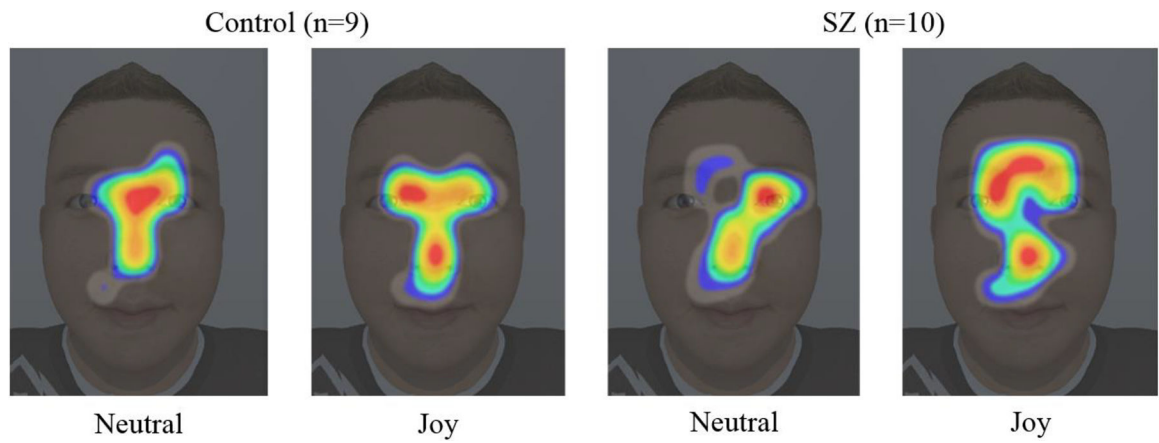 Control (n=9)
SZ (n=10)
Neutral
Joy
Neutral
Joy